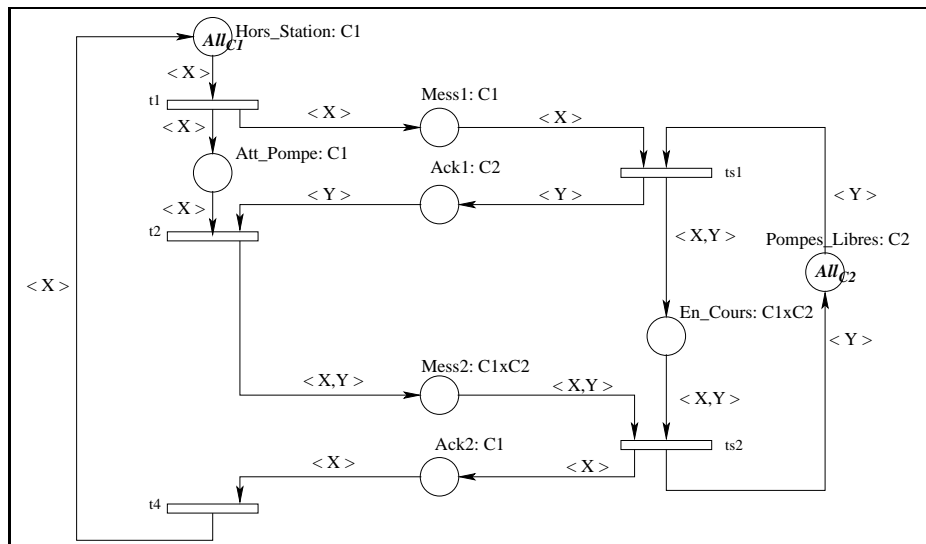 All C1 Hors_Station: C1
< X >
t1
< X >
< X >
Mess1: C1
< X >
Att_Pompe: C1
< X >
t2
Ack1: C2
< Y >
< Y >
ts1
< Y >
< X,Y >
Pompes_Libres: C2
All C2
< X >
En_Cours: C1xC2
< Y >
Mess2: C1xC2
< X,Y >
< X,Y >
< X,Y >
ts2
Ack2: C1
< X >
< X >
t4